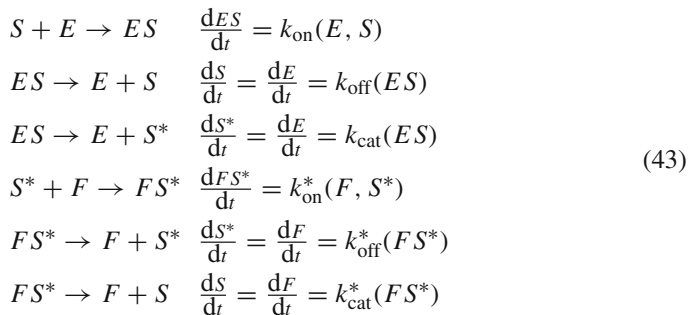 S + E → ES dES/dt = k_on(E, S)
ES → E + S dS/dt = dE/dt = k_off(ES)
ES → E + S* dS*/dt = dE/dt = k_cat(ES)
(43)
S* + F → FS* dFS*/dt = k*_on(F, S*)
FS* → F + S* dS*/dt = dF/dt = k*_off(FS*)
FS* → F + S dS/dt = dF/dt = k*_cat(FS*)